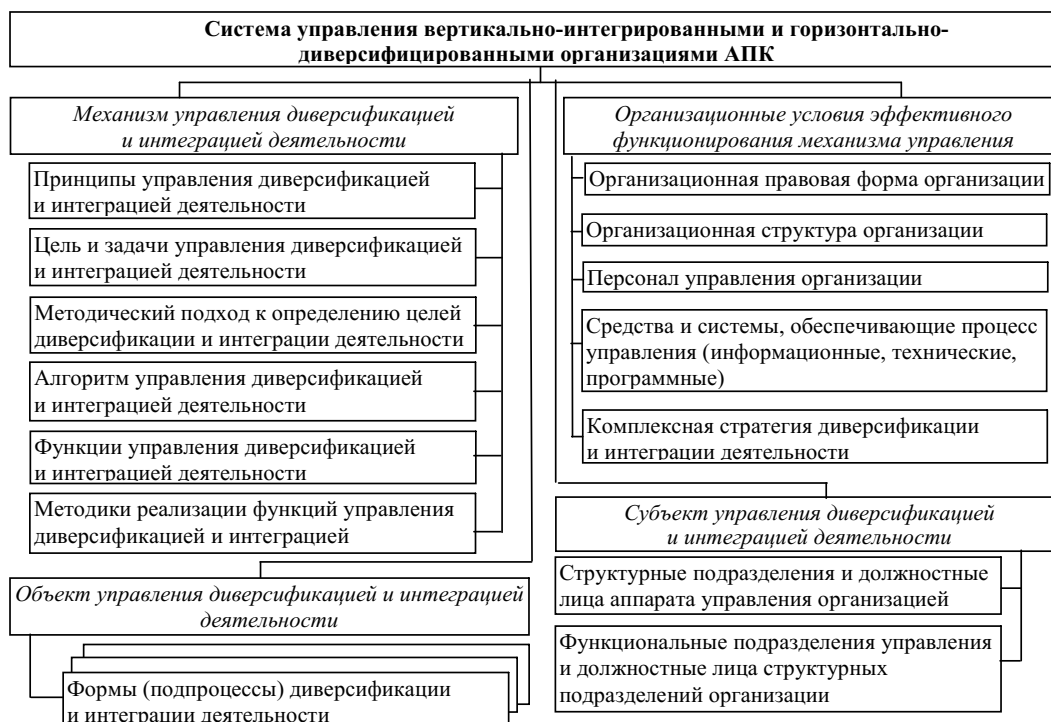 Система управления вертикально-интегрированными и горизонтально-
диверсифицированными организациями АПК
Механизм управления диверсификацией
и интеграцией деятельности
Принципы управления диверсификацией
и интеграцией деятельности
Цель и задачи управления диверсификацией
и интеграцией деятельности
Методический подход к определению целей
диверсификации и интеграции деятельности
Алгоритм управления диверсификацией
и интеграцией деятельности
Функции управления диверсификацией
и интеграцией деятельности
Методики реализации функций управления
диверсификацией и интеграцией
Объект управления диверсификацией и интеграцией
деятельности
Формы (подпроцессы) диверсификации
и интеграции деятельности
Организационные условия эффективного
функционирования механизма управления
Организационная правовая форма организации
Организационная структура организации
Персонал управления организации
Средства и системы, обеспечивающие процесс
управления (информационные, технические,
программные)
Комплексная стратегия диверсификации
и интеграции деятельности
Субъект управления диверсификацией
и интеграцией деятельности
Структурные подразделения и должностные
лица аппарата управления организацией
Функциональные подразделения управления
и должностные лица структурных
подразделений организации